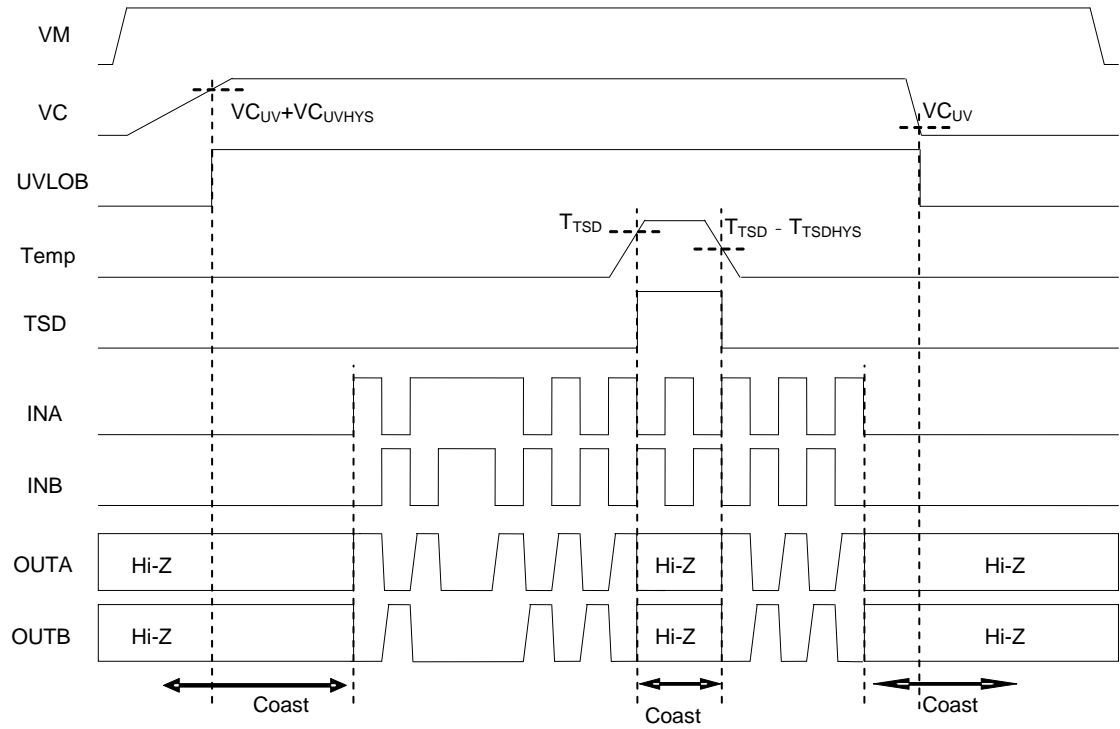 VM
VC
VCUV+VCUVHYS
VCUV
UVLOB
TTSD
TTSD - TTSDHYS
Temp
TSD
INA
INB
OUTA
Hi-Z
Hi-Z
Hi-Z
OUTB
Hi-Z
Hi-Z
Hi-Z
Coast
Coast
Coast